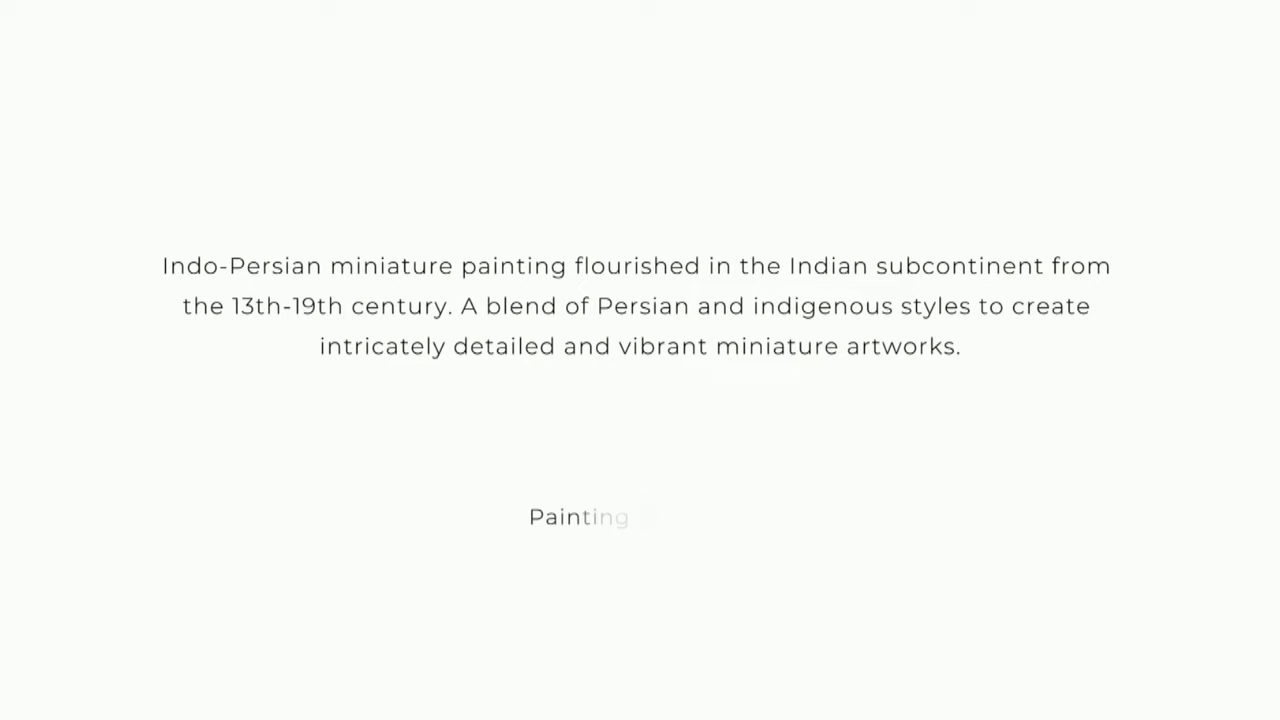 Indo-Persian miniature painting flourished in the Indian subcontinent from
the 13th-19th century. A blend of Persian and indigenous styles to create
intricately detailed and vibrant miniature artworks.
Painting